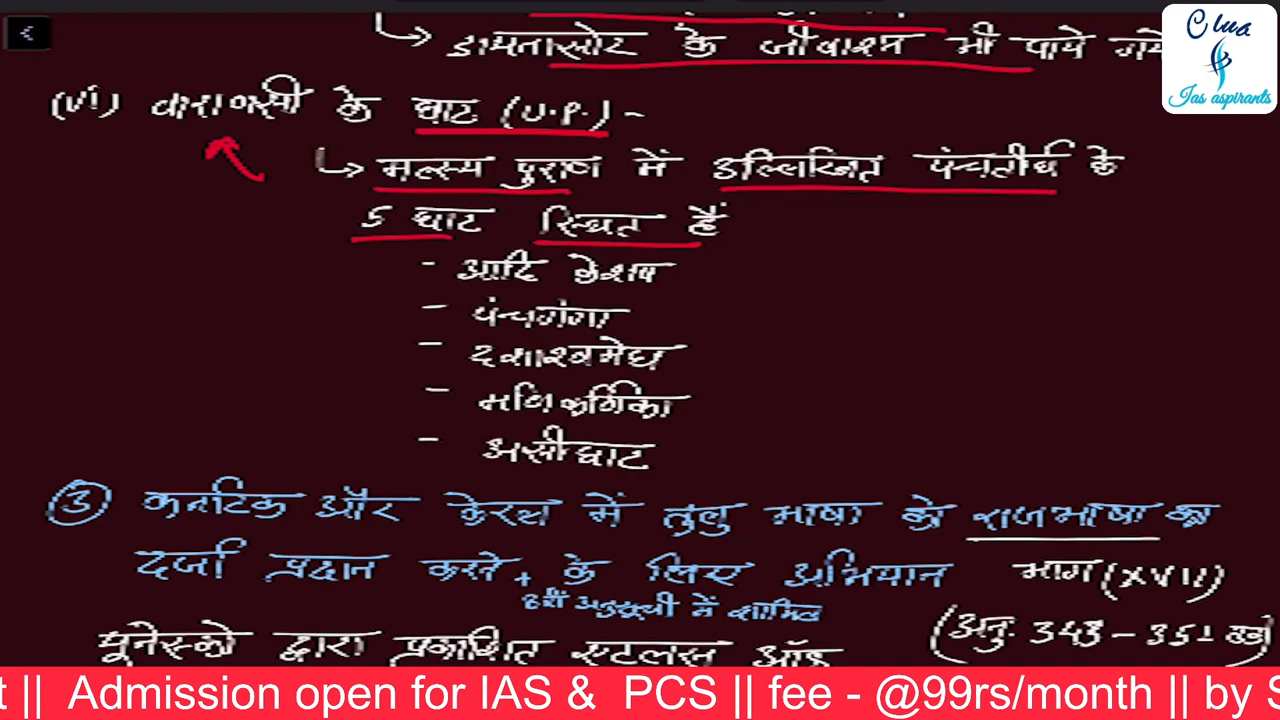 ↳ डायनासोर के जीवाश्म भी पाये गये
Clua
Ias aspirants
(vi) वाराणसी के घाट (U.P.) -
↳ मत्स्य पुराण में उल्लिखित पंचतीर्थ के
5 घाट स्थित हैं
- आदि केशव
- पंचगंगा
- दशाश्वमेध
- मणिकर्णिका
- असीघाट
③ कर्नाटक और केरल में तुलु भाषा को राजभाषा का
दर्जा प्रदान करने + के लिए अभियान भाग (XVII)
8वीं अनुसूची में शामिल
(अनु: 343 - 351 तक)
यूनेस्को द्वारा प्रकाशित एटलस ऑफ
t || Admission open for IAS & PCS || fee - @99rs/month || by S